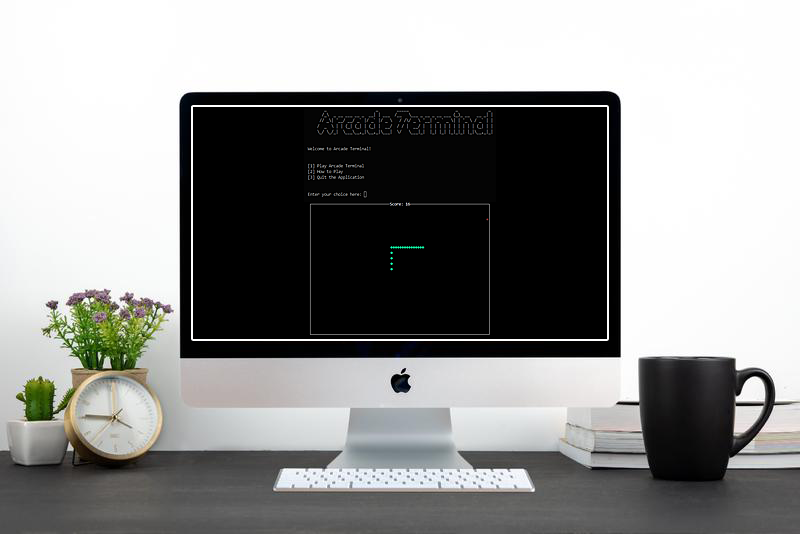 Arcade Terminal
Welcome to Arcade Terminal!
[1] Play Arcade Terminal
[2] How to Play
[3] Quit the Application
Enter your choice here:
Score: 16